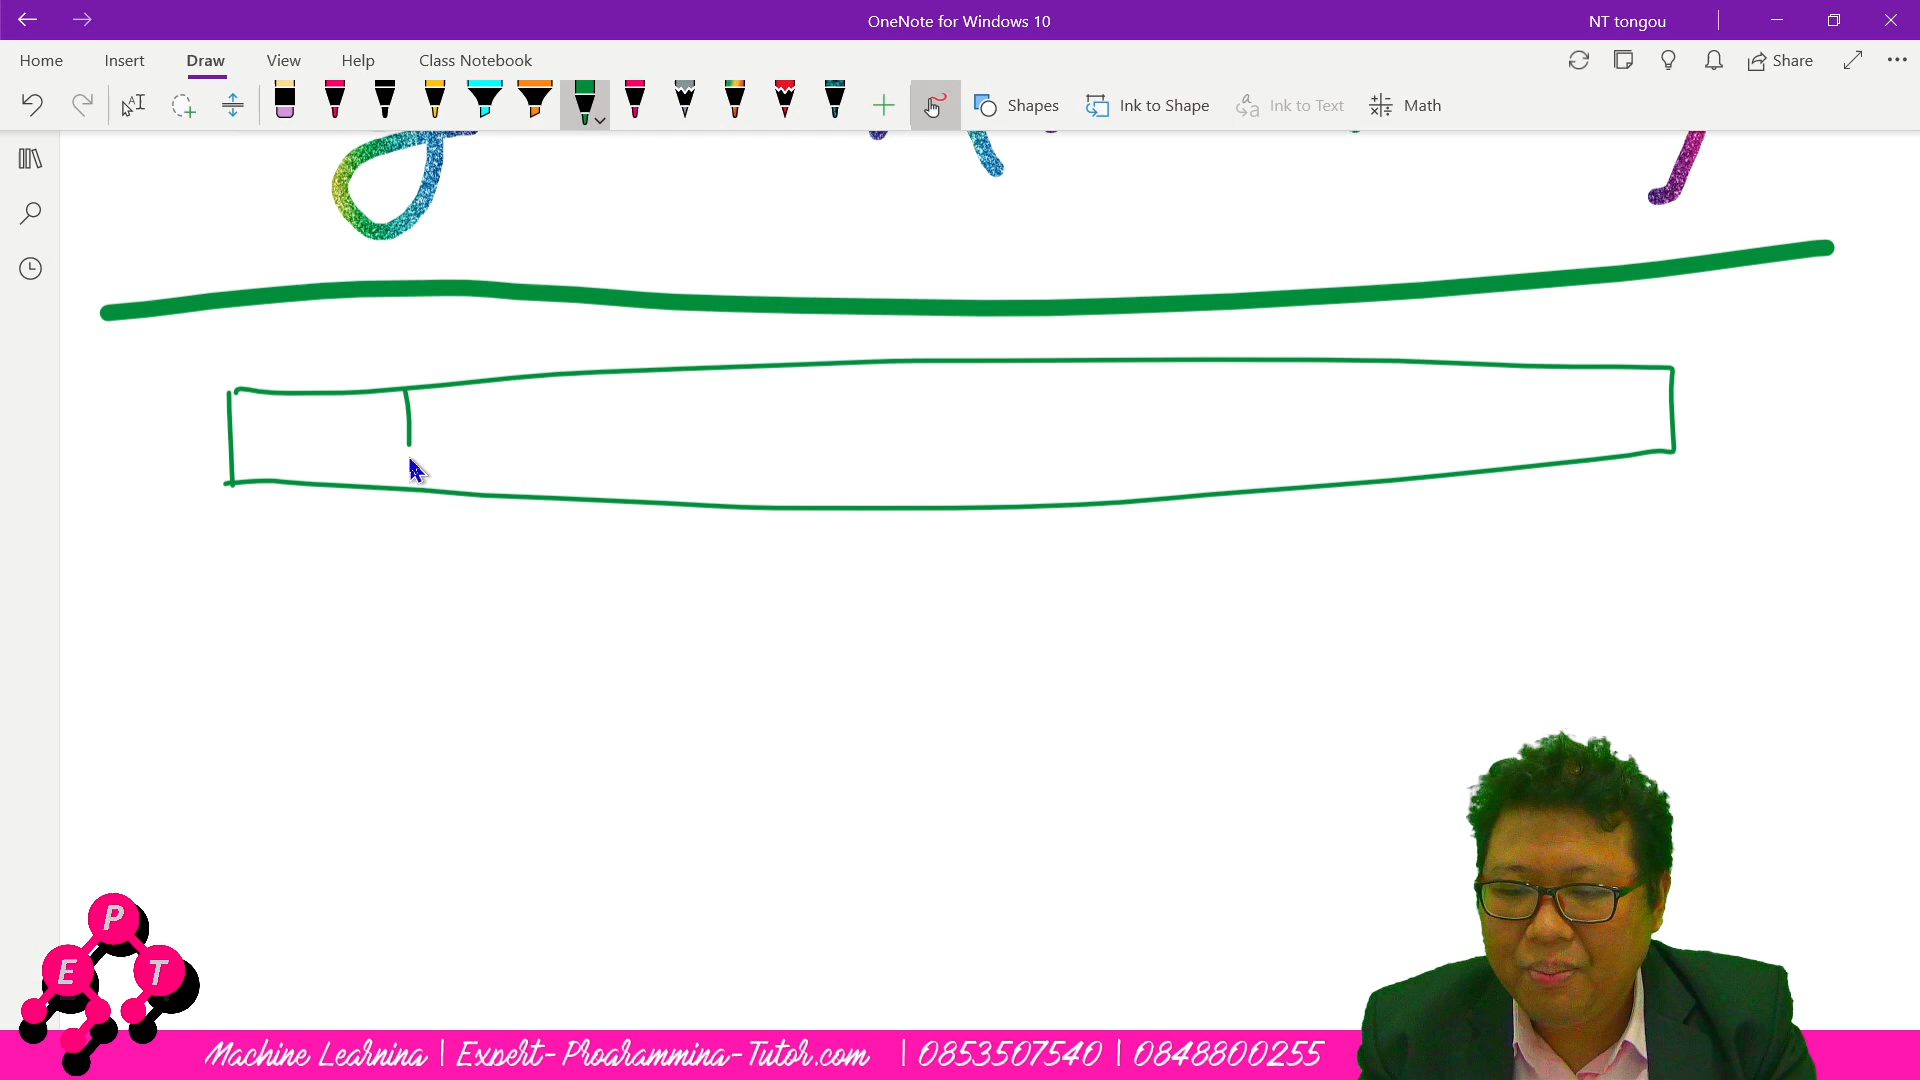 OneNote for Windows 10
NT tongou
Home Insert Draw View Help Class Notebook
Share
Shapes Ink to Shape Ink to Text Math
P
E T
Machine Learning | Expert-Programming-Tutor.com | 0853507540 | 0848800255